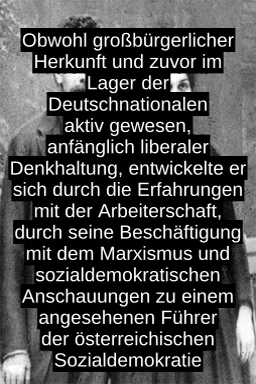 Obwohl großbürgerlicher
Herkunft und zuvor im
Lager der
Deutschnationalen
aktiv gewesen,
anfänglich liberaler
Denkhaltung, entwickelte er
sich durch die Erfahrungen
mit der Arbeiterschaft,
durch seine Beschäftigung
mit dem Marxismus und
sozialdemokratischen
Anschauungen zu einem
angesehenen Führer
der österreichischen
Sozialdemokratie